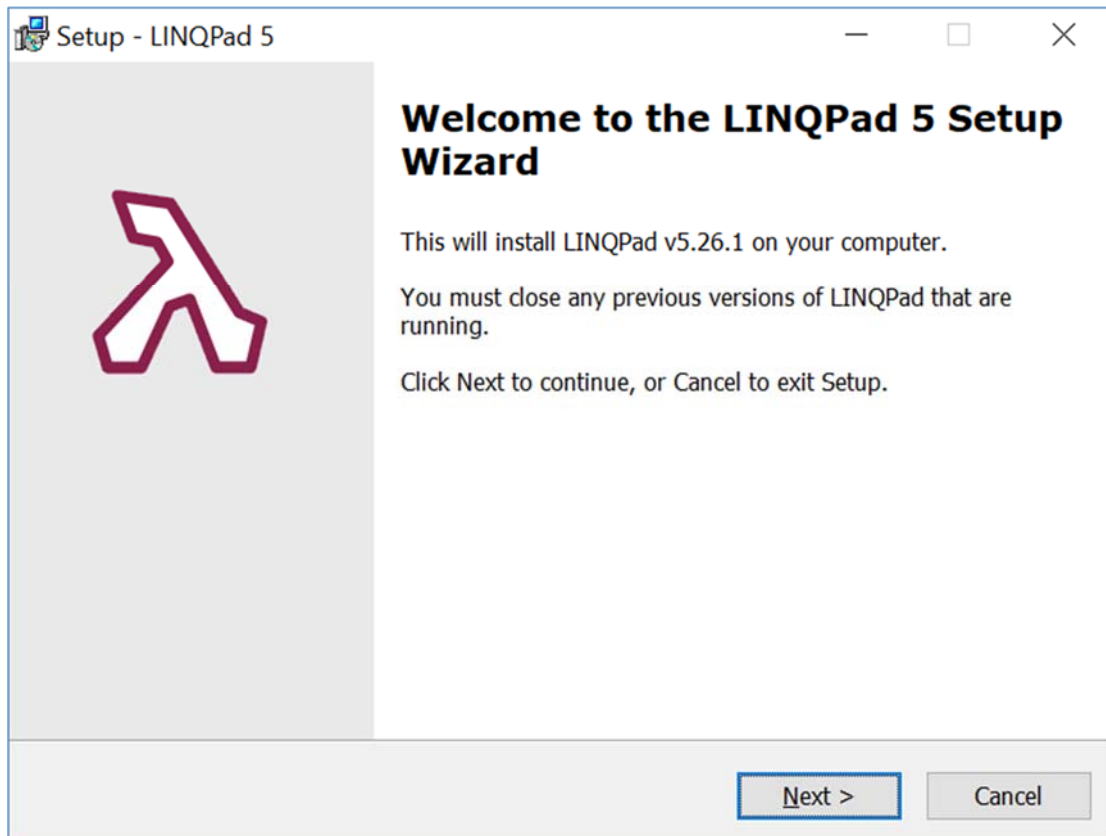 Setup - LINQPad 5
Welcome to the LINQPad 5 Setup
Wizard
This will install LINQPad v5.26.1 on your computer.
You must close any previous versions of LINQPad that are
running.
Click Next to continue, or Cancel to exit Setup.
Next >
Cancel